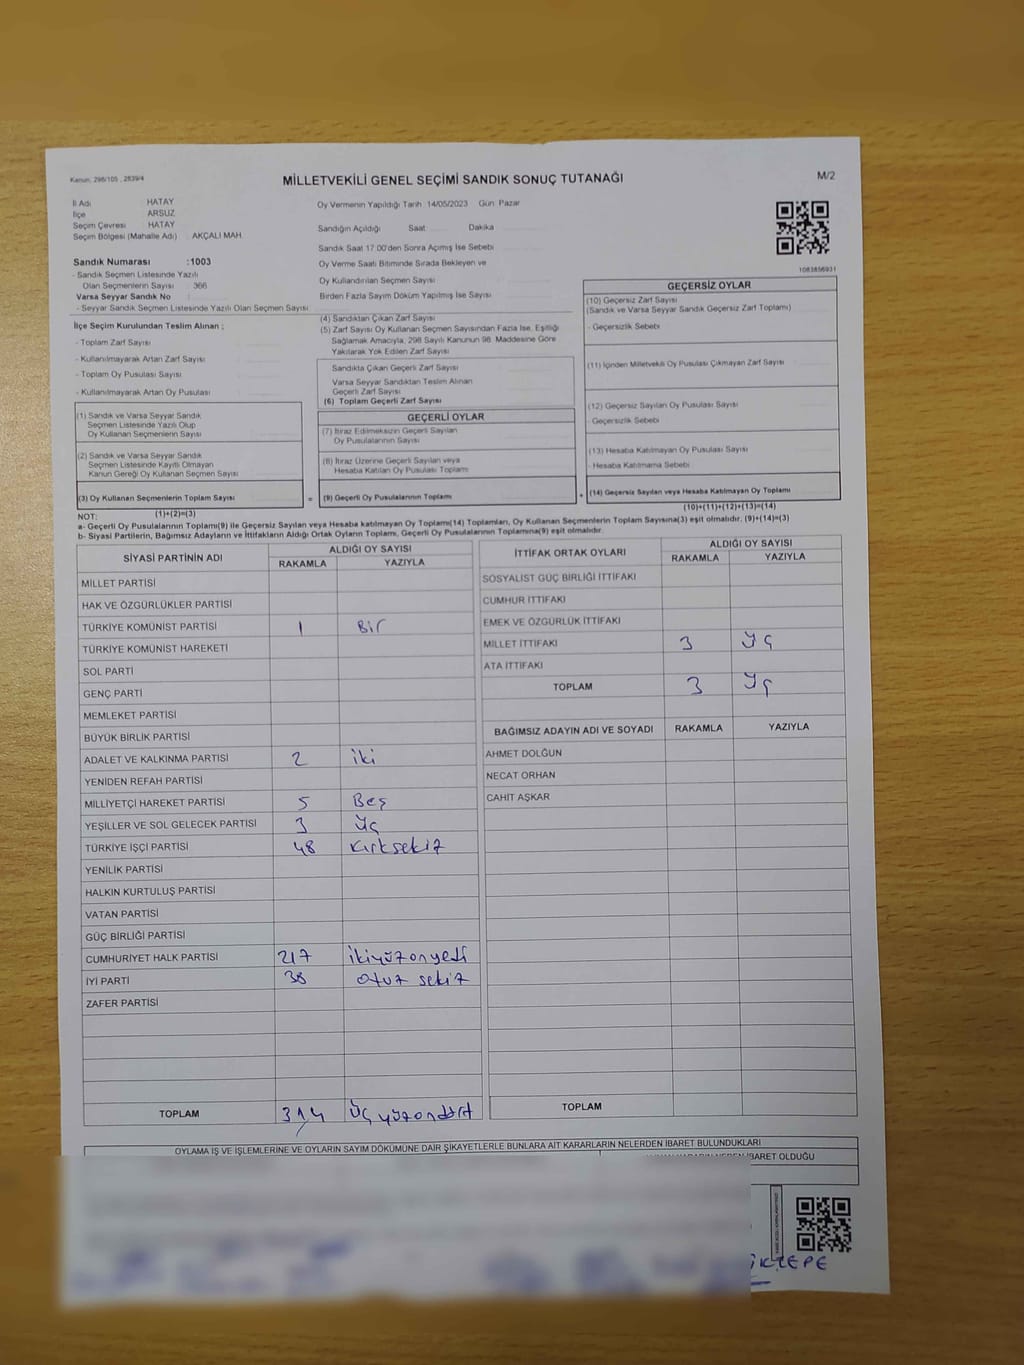 Kanun, 298/105 , 2839/4
MİLLETVEKİLİ GENEL SEÇİMİ SANDIK SONUÇ TUTANAĞI
M/2
İl Adı HATAY
İlçe ARSUZ
Seçim Çevresi HATAY
Seçim Bölgesi (Mahalle Adı) : AKÇALI MAH.
Sandık Numarası :1003
- Sandık Seçmen Listesinde Yazılı
Olan Seçmenlerin Sayısı : 366
Varsa Seyyar Sandık No :
- Seyyar Sandık Seçmen Listesinde Yazılı Olan Seçmen Sayısı
İlçe Seçim Kurulundan Teslim Alınan ;
- Toplam Zarf Sayısı
- Kullanılmayarak Artan Zarf Sayısı
- Toplam Oy Pusulası Sayısı
- Kullanılmayarak Artan Oy Pusulası
(1) Sandık ve Varsa Seyyar Sandık
Seçmen Listesinde Yazılı Olup
Oy Kullanan Seçmenlerin Sayısı
(2) Sandık ve Varsa Seyyar Sandık
Seçmen Listesinde Kayıtlı Olmayan
Kanun Gereği Oy Kullanan Seçmen Sayısı
(3) Oy Kullanan Seçmenlerin Toplam Sayısı
(1)+(2)=(3)
Oy Vermenin Yapıldığı Tarih 14/05/2023 Gün Pazar
Sandığın Açıldığı Saat Dakika
Sandık Saat 17 00'den Sonra Açımış İse Sebebi
Oy Verme Saati Bitiminde Sırada Bekleyen ve
Oy Kullandırılan Seçmen Sayısı
Birden Fazla Sayım Döküm Yapılmış İse Sayısı
(4) Sandıktan Çıkan Zarf Sayısı
(5) Zarf Sayısı Oy Kullanan Seçmen Sayısından Fazla İse, Eşitliği
Sağlamak Amacıyla, 298 Sayılı Kanunun 98. Maddesine Göre
Yakılarak Yok Edilen Zarf Sayısı
Sandıkta Çıkan Geçerli Zarf Sayısı
Varsa Seyyar Sandıktan Teslim Alınan
Geçerli Zarf Sayısı
(6) Toplam Geçerli Zarf Sayısı
GEÇERLİ OYLAR
(7) İtiraz Edilmeksizin Geçerli Sayılan
Oy Pusulalarının Sayısı
(8) İtiraz Üzerine Geçerli Sayılan veya
Hesaba Katılan Oy Pusulası Toplamı
= (9) Geçerli Oy Pusulalarının Toplamı +
1083856931
GEÇERSİZ OYLAR
(10) Geçersiz Zarf Sayısı
(Sandık ve Varsa Seyyar Sandık Geçersiz Zarf Toplamı)
- Geçersizlik Sebebi
(11) İçinden Milletvekili Oy Pusulası Çıkmayan Zarf Sayısı
(12) Geçersiz Sayılan Oy Pusulası Sayısı
- Geçersizlik Sebebi
(13) Hesaba Katılmayan Oy Pusulası Sayısı
- Hesaba Katılmama Sebebi
(14) Geçersiz Sayılan veya Hesaba Katılmayan Oy Toplamı
(10)+(11)+(12)+(13)=(14)
NOT:
a- Geçerli Oy Pusulalarının Toplamı(9) ile Geçersiz Sayılan veya Hesaba katılmayan Oy Toplamı(14) Toplamları, Oy Kullanan Seçmenlerin Toplam Sayısına(3) eşit olmalıdır. (9)+(14)=(3)
b- Siyasi Partilerin, Bağımsız Adayların ve İttifakların Aldığı Ortak Oyların Toplamı, Geçerli Oy Pusulalarının Toplamına(9) eşit olmalıdır.
SİYASİ PARTİNİN ADI ALDIĞI OY SAYISI
RAKAMLA YAZIYLA
MİLLET PARTİSİ
HAK VE ÖZGÜRLÜKLER PARTİSİ
TÜRKİYE KOMÜNİST PARTİSİ 1 Bir
TÜRKİYE KOMÜNİST HAREKETİ
SOL PARTİ
GENÇ PARTİ
MEMLEKET PARTİSİ
BÜYÜK BİRLİK PARTİSİ
ADALET VE KALKINMA PARTİSİ 2 iki
YENİDEN REFAH PARTİSİ
MİLLİYETÇİ HAREKET PARTİSİ 5 Beş
YEŞİLLER VE SOL GELECEK PARTİSİ 3 Üç
TÜRKİYE İŞÇİ PARTİSİ 48 Kırksekiz
YENİLİK PARTİSİ
HALKIN KURTULUŞ PARTİSİ
VATAN PARTİSİ
GÜÇ BİRLİĞİ PARTİSİ
CUMHURİYET HALK PARTİSİ 217 ikiyüzonyedi
İYİ PARTİ 38 otuz sekiz
ZAFER PARTİSİ
TOPLAM 314 Üçyüzondört
İTTİFAK ORTAK OYLARI ALDIĞI OY SAYISI
RAKAMLA YAZIYLA
SOSYALİST GÜÇ BİRLİĞİ İTTİFAKI
CUMHUR İTTİFAKI
EMEK VE ÖZGÜRLÜK İTTİFAKI
MİLLET İTTİFAKI 3 Üç
ATA İTTİFAKI
TOPLAM 3 Üç
BAĞIMSIZ ADAYIN ADI VE SOYADI RAKAMLA YAZIYLA
AHMET DOLĞUN
NECAT ORHAN
CAHİT AŞKAR
TOPLAM
OYLAMA İŞ VE İŞLEMLERİNE VE OYLARIN SAYIM DÖKÜMÜNE DAİR ŞİKAYETLERLE BUNLARA AİT KARARLARIN NELERDEN İBARET BULUNDUKLARI
İBARET OLDUĞU